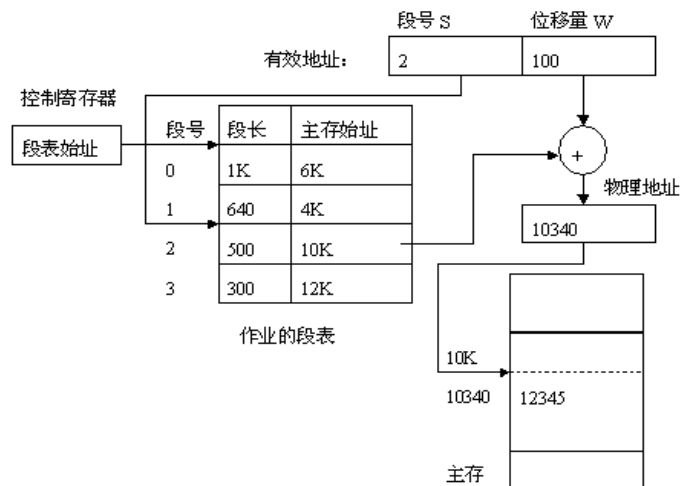 段号 S 位移量 W
有效地址： 2 100
控制寄存器
段表始址
段号 段长 主存始址
0 1K 6K
1 640 4K
2 500 10K
3 300 12K
作业的段表
+
物理地址
10340
10K
10340 12345
主存